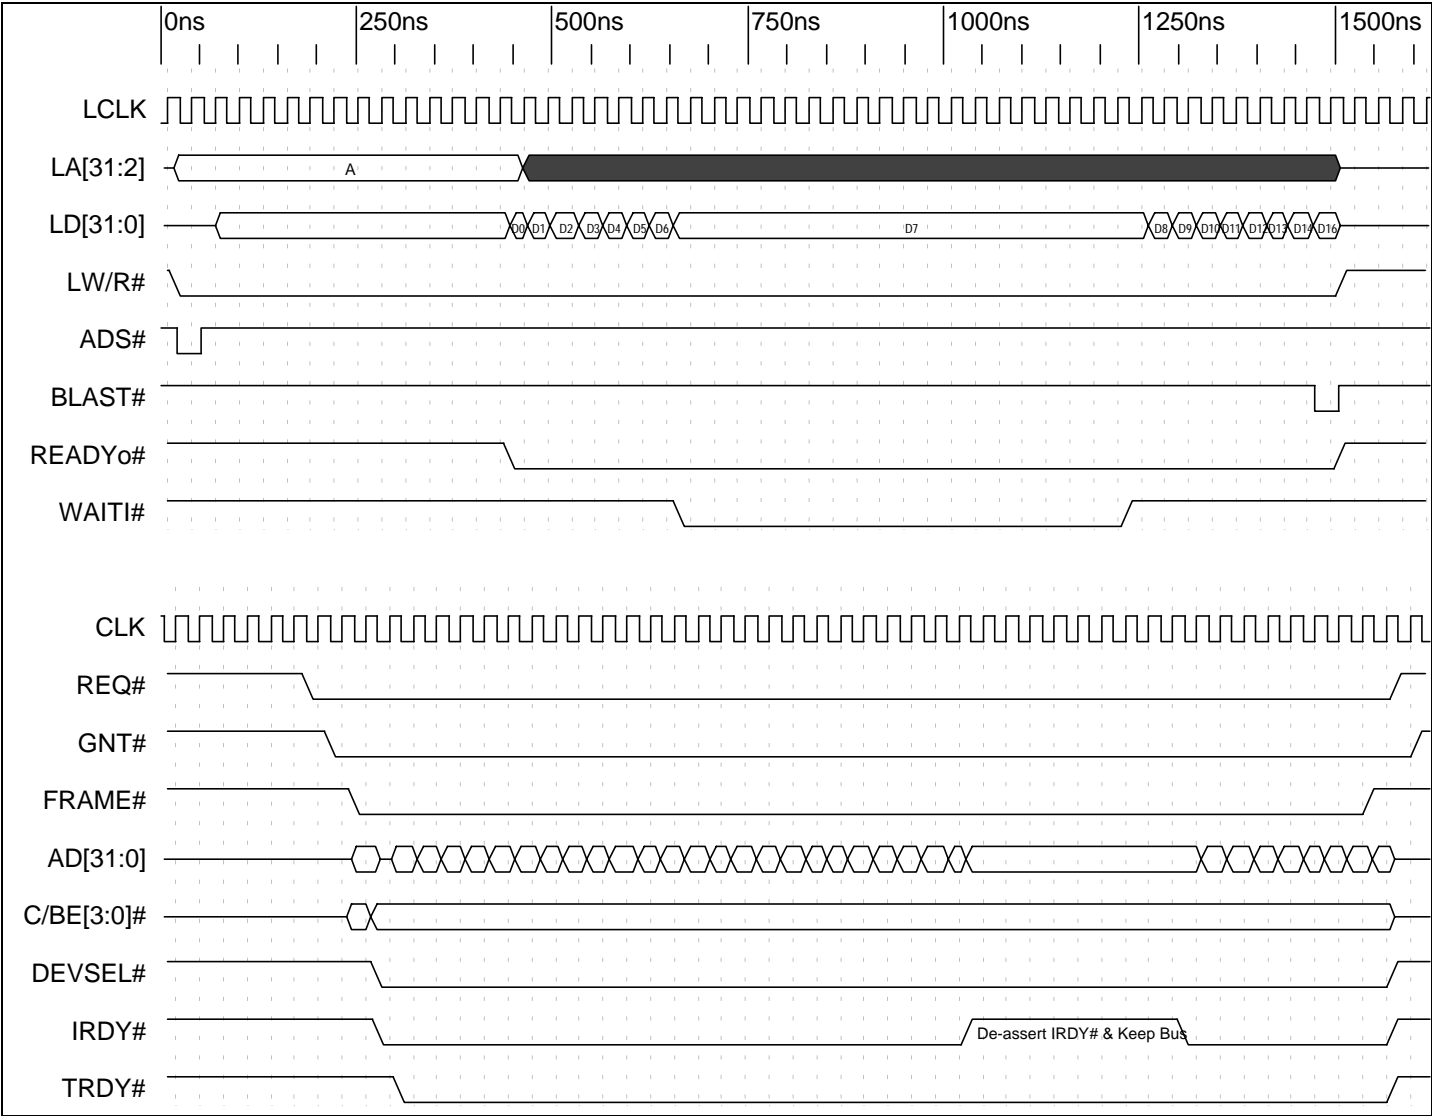 0ns 250ns 500ns 750ns 1000ns 1250ns 1500ns
LCLK
LA[31:2] A
LD[31:0] D0 D1 D2 D3 D4 D5 D6 D7 D8 D9 D10 D11 D12 D13 D14 D16
LW/R#
ADS#
BLAST#
READYo#
WAITI#
CLK
REQ#
GNT#
FRAME#
AD[31:0]
C/BE[3:0]#
DEVSEL#
IRDY# De-assert IRDY# & Keep Bus
TRDY#